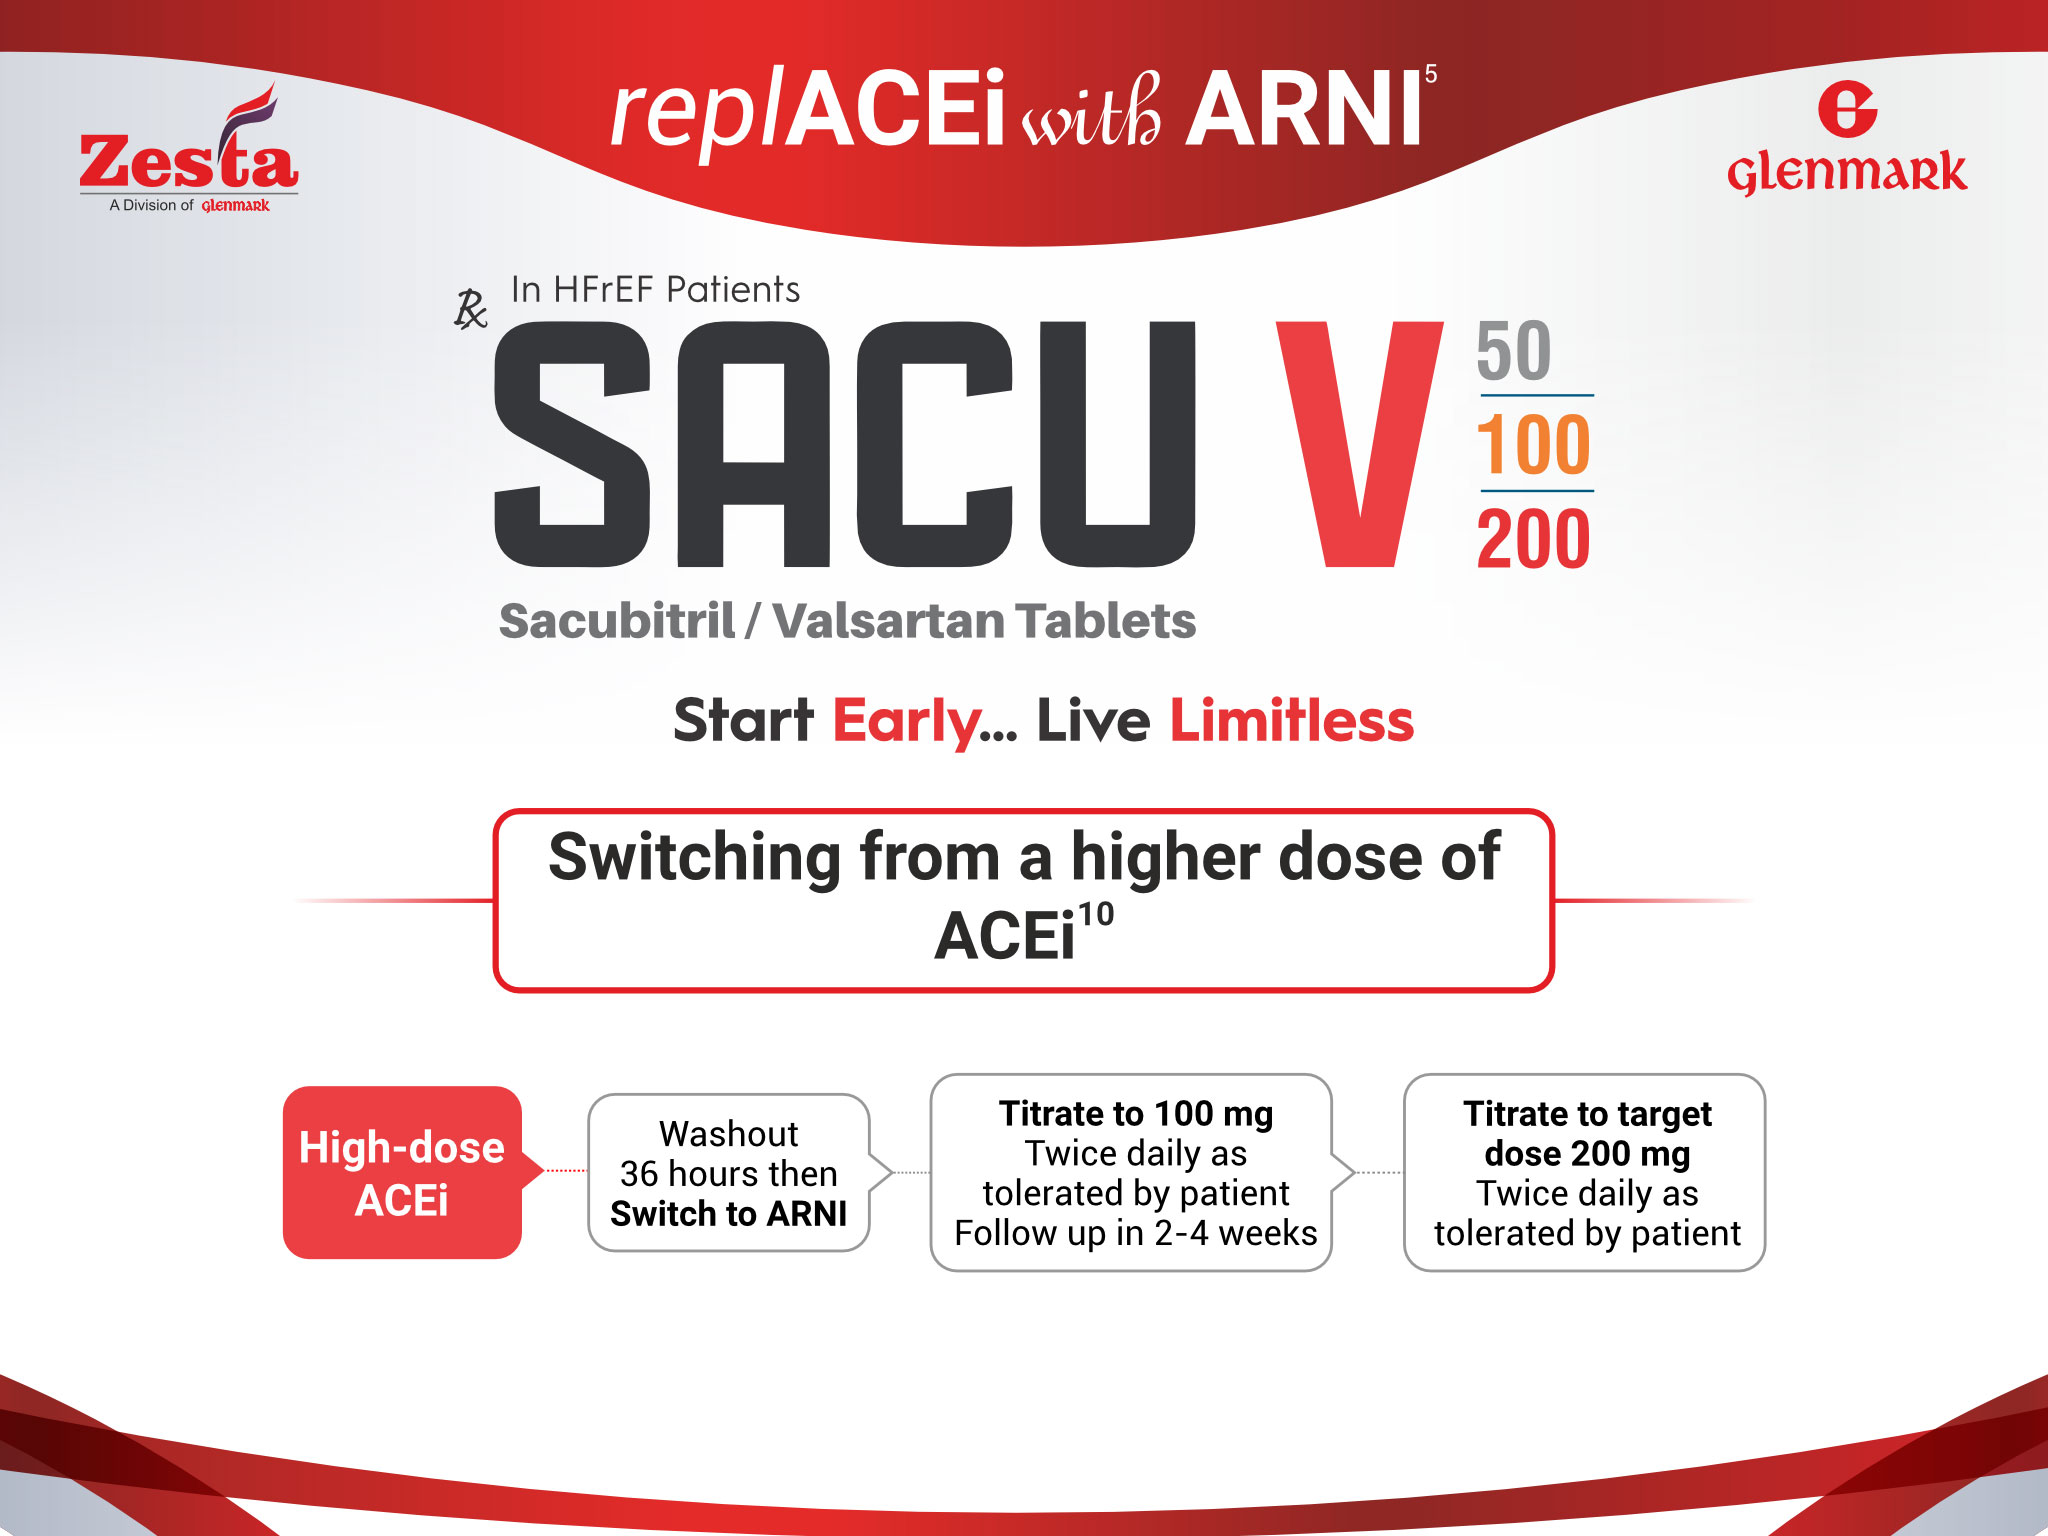 replACEi with ARNI5
Zesta
A Division of glenmark
glenmark
Rx In HFrEF Patients
SACU V
50
100
200
Sacubitril / Valsartan Tablets
Start Early... Live Limitless
Switching from a higher dose of
ACEi10
High-dose
ACEi
Washout
36 hours then
Switch to ARNI
Titrate to 100 mg
Twice daily as
tolerated by patient
Follow up in 2-4 weeks
Titrate to target
dose 200 mg
Twice daily as
tolerated by patient